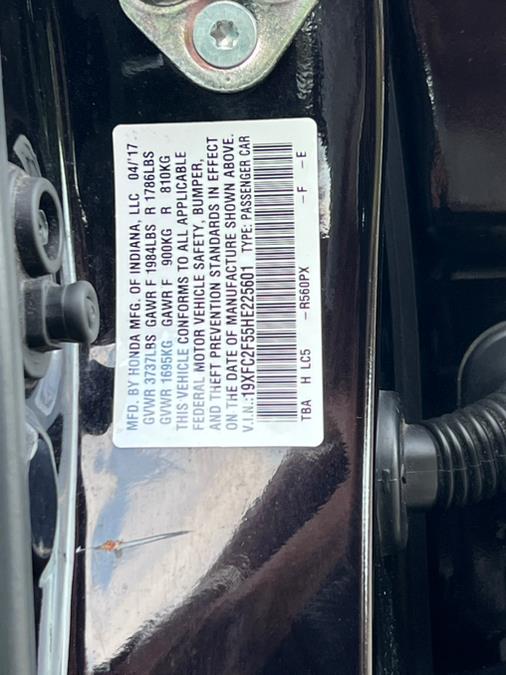 MFD. BY HONDA MFG. OF INDIANA, LLC. 04/'17
GVWR 3737LBS GAWR F 1984LBS R 1786LBS
GVWR 1695KG GAWR F 900KG R 810KG
THIS VEHICLE CONFORMS TO ALL APPLICABLE
FEDERAL MOTOR VEHICLE SAFETY, BUMPER,
AND THEFT PREVENTION STANDARDS IN EFFECT
ON THE DATE OF MANUFACTURE SHOWN ABOVE.
V.I.N.:19XFC2F55HE225601 TYPE: PASSENGER CAR
TBA H LC5 -R560PX -F -E